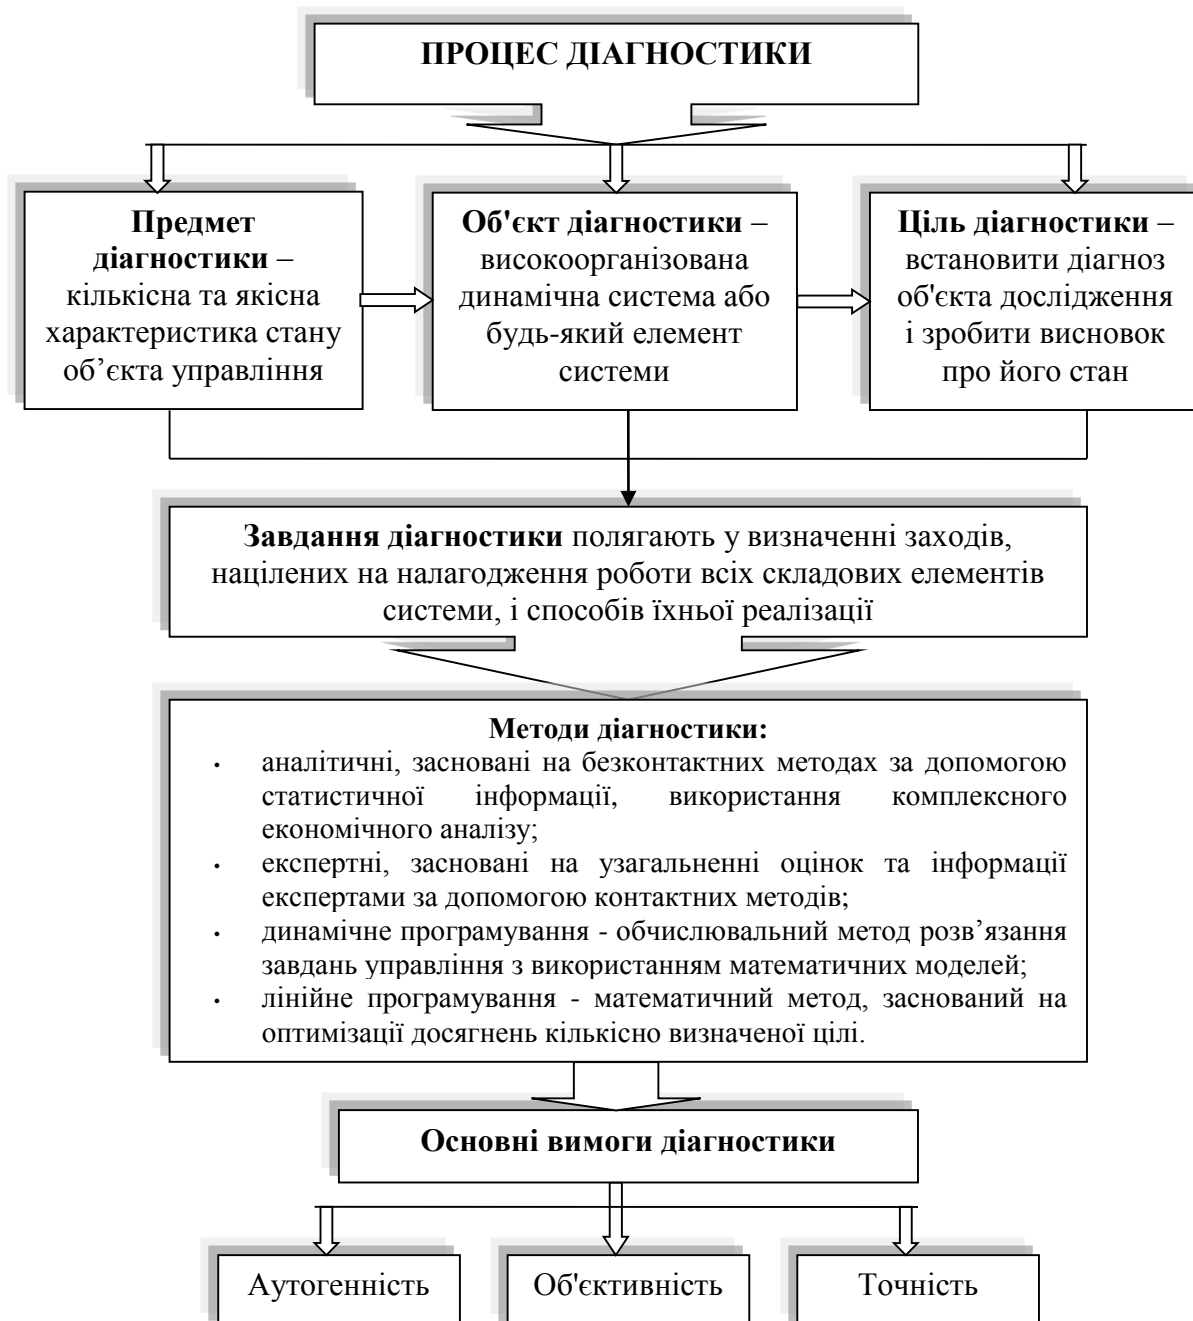 ПРОЦЕС ДІАГНОСТИКИ
Предмет
діагностики –
кількісна та якісна
характеристика стану
об’єкта управління
Об'єкт діагностики –
високоорганізована
динамічна система або
будь-який елемент
системи
Ціль діагностики –
встановити діагноз
об'єкта дослідження
і зробити висновок
про його стан
Завдання діагностики полягають у визначенні заходів,
націлених на налагодження роботи всіх складових елементів
системи, і способів їхньої реалізації
Методи діагностики:
· аналітичні, засновані на безконтактних методах за допомогою
статистичної інформації, використання комплексного
економічного аналізу;
· експертні, засновані на узагальненні оцінок та інформації
експертами за допомогою контактних методів;
· динамічне програмування - обчислювальний метод розв’язання
завдань управління з використанням математичних моделей;
· лінійне програмування - математичний метод, заснований на
оптимізації досягнень кількісно визначеної цілі.
Основні вимоги діагностики
Аутогенність
Об'єктивність
Точність